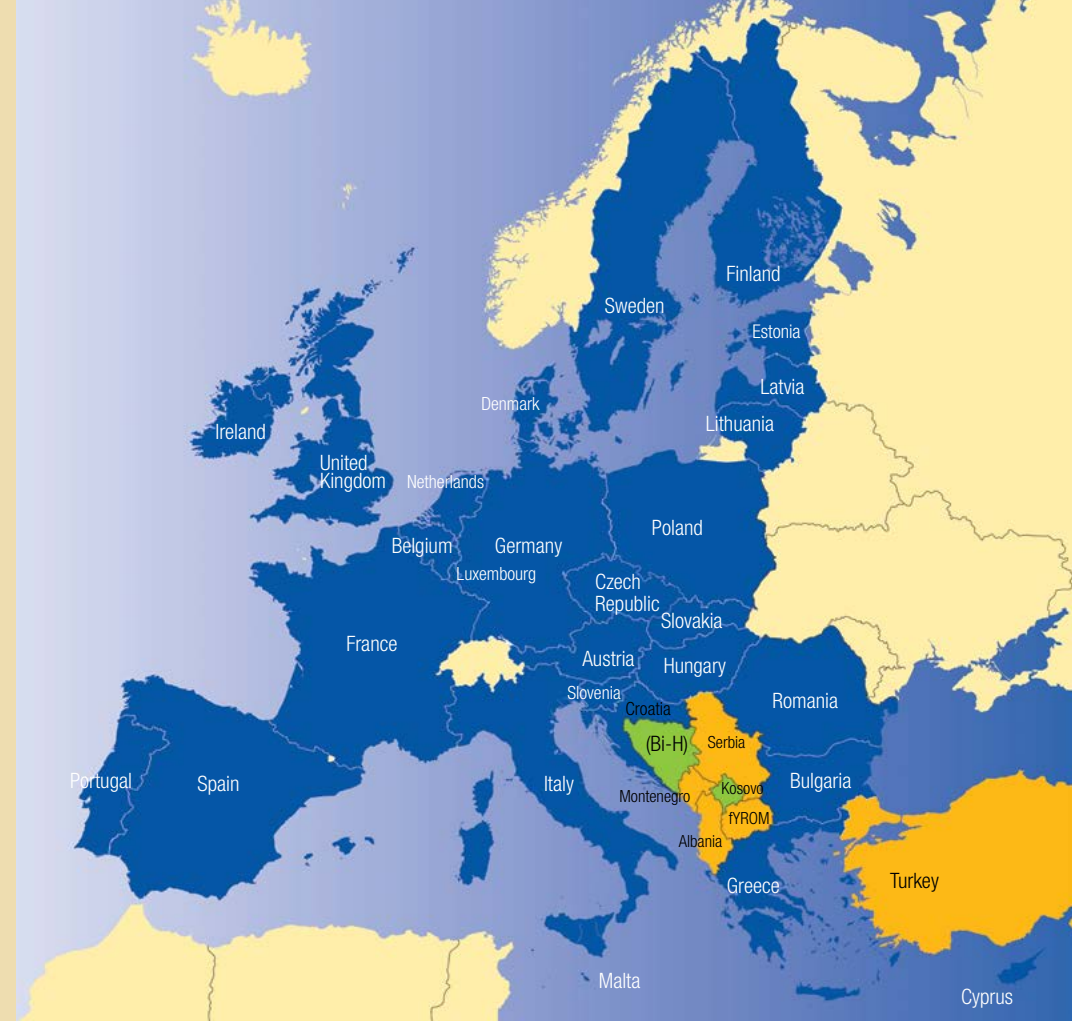 Finland
Sweden
Estonia
Latvia
Denmark
Lithuania
Ireland
United
Kingdom
Netherlands
Poland
Belgium
Germany
Luxembourg
Czech
Republic
Slovakia
France
Austria
Hungary
Slovenia
Romania
Croatia
(Bi-H)
Serbia
Portugal
Spain
Italy
Bulgaria
Kosovo
Montenegro
fYROM
Albania
Turkey
Greece
Malta
Cyprus